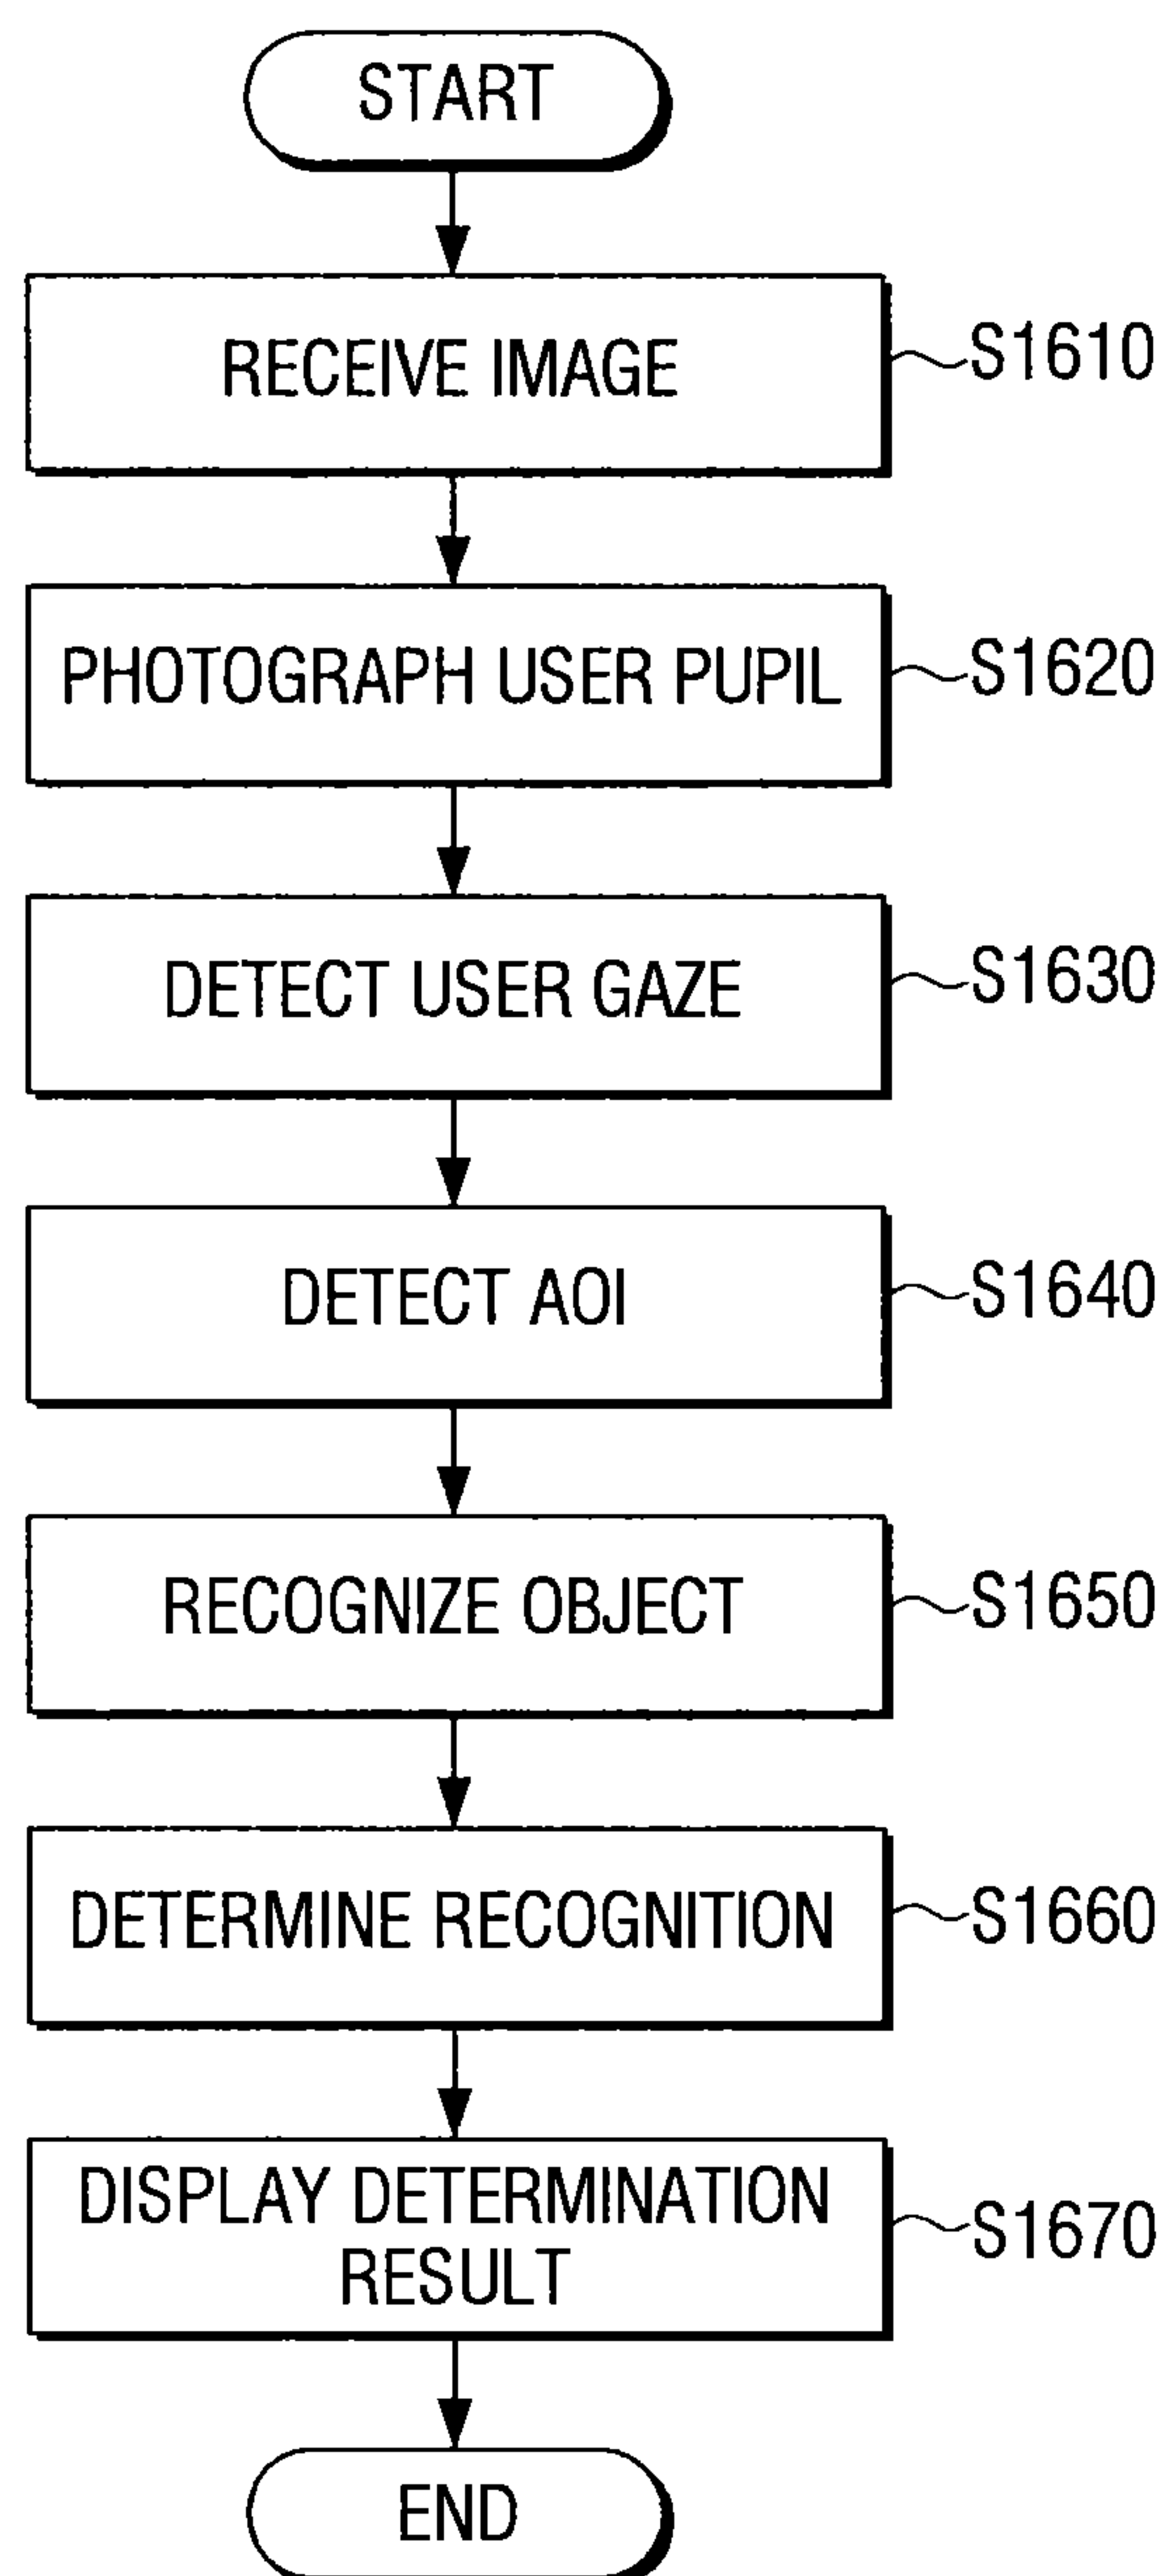 START
RECEIVE IMAGE
S1610
PHOTOGRAPH USER PUPIL
S1620
DETECT USER GAZE
S1630
DETECT AOI
S1640
RECOGNIZE OBJECT
S1650
DETERMINE RECOGNITION
S1660
DISPLAY DETERMINATION
RESULT
S1670
END